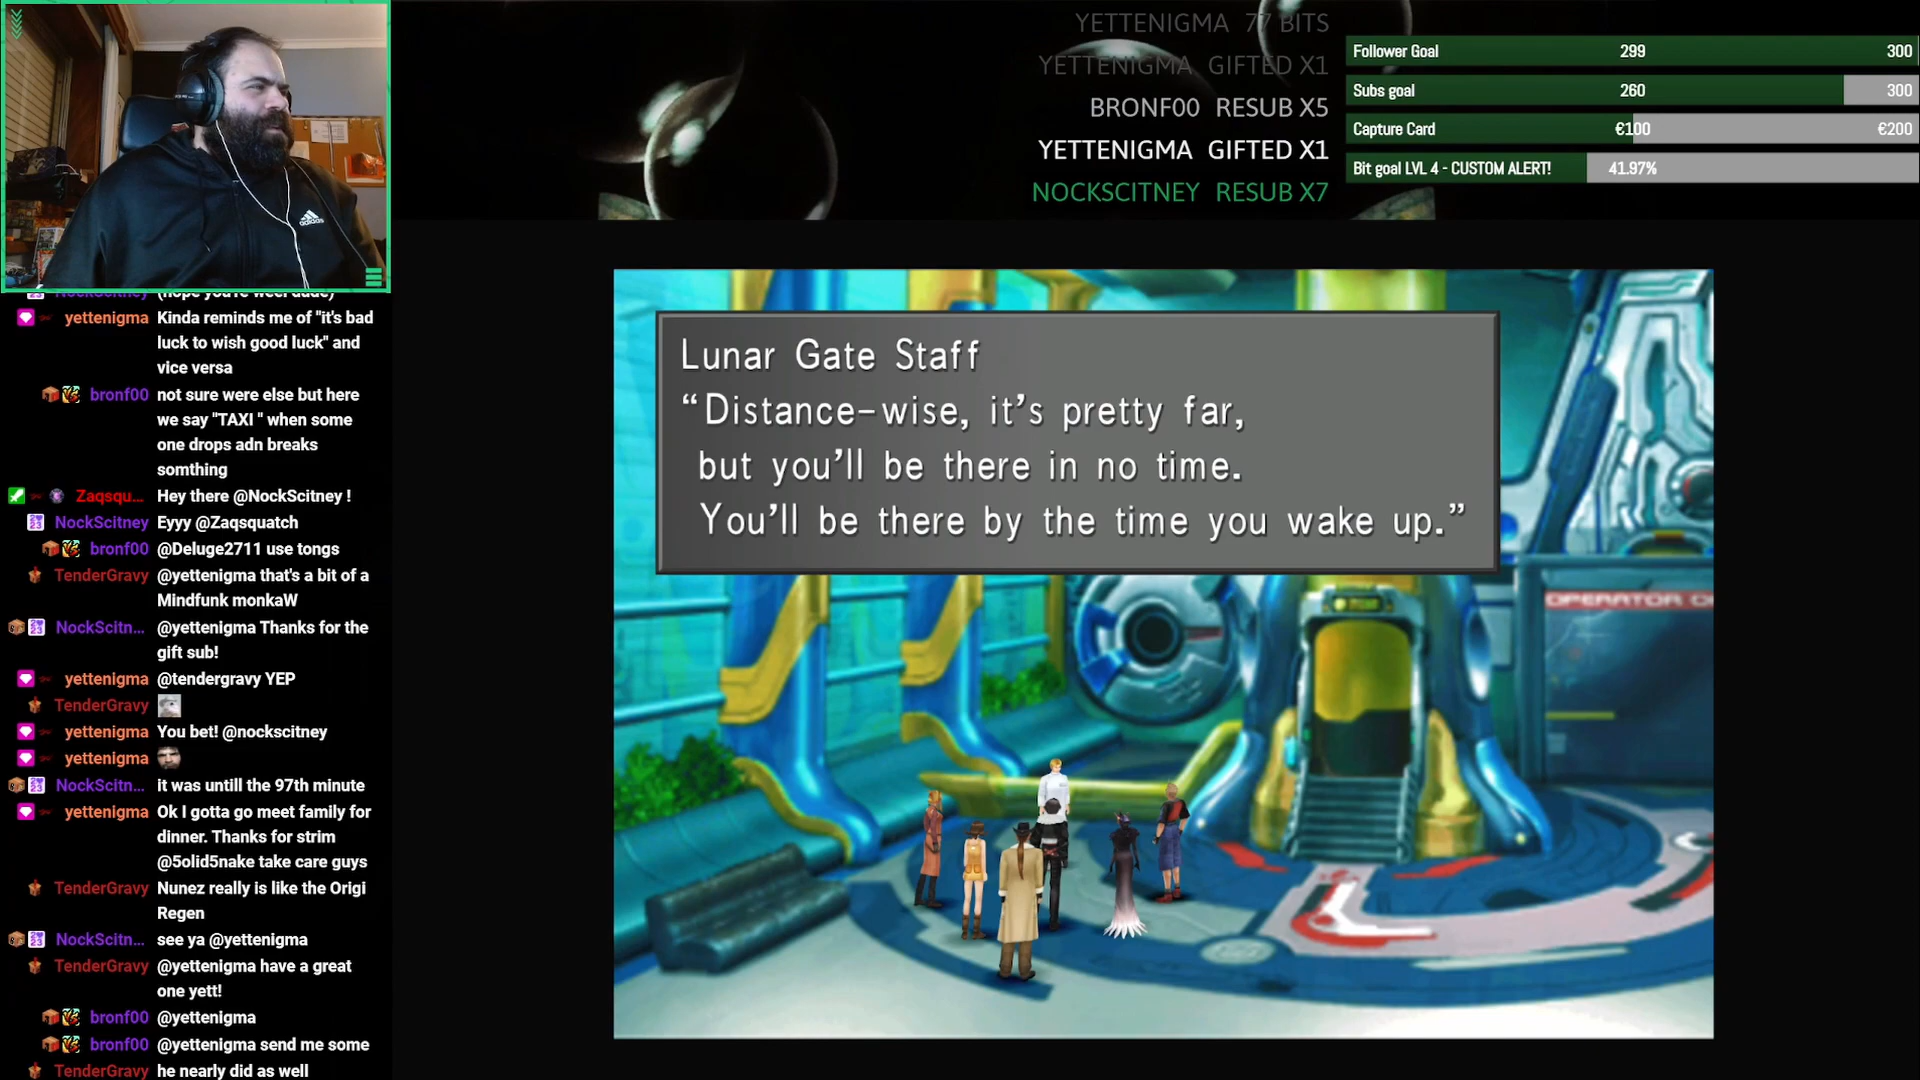 adidas
YETTENIGMA 77 BITS
YETTENIGMA GIFTED X1
BRONF00 RESUB X5
YETTENIGMA GIFTED X1
NOCKSCITNEY RESUB X7
Follower Goal 299 300
Subs goal 260 300
Capture Card €100 €200
Bit goal LVL 4 - CUSTOM ALERT! 41.97%
NockScitney (hope you're weel dude)
yettenigma Kinda reminds me of "it's bad
luck to wish good luck" and
vice versa
bronf00 not sure were else but here
we say "TAXI " when some
one drops adn breaks
somthing
Zaqsqu... Hey there @NockScitney !
NockScitney Eyyy @Zaqsquatch
bronf00 @Deluge2711 use tongs
TenderGravy @yettenigma that's a bit of a
Mindfunk monkaW
NockScitn... @yettenigma Thanks for the
gift sub!
yettenigma @tendergravy YEP
TenderGravy
yettenigma You bet! @nockscitney
yettenigma
NockScitn... it was untill the 97th minute
yettenigma Ok I gotta go meet family for
dinner. Thanks for strim
@5olid5nake take care guys
TenderGravy Nunez really is like the Origi
Regen
NockScitn... see ya @yettenigma
TenderGravy @yettenigma have a great
one yett!
bronf00 @yettenigma
bronf00 @yettenigma send me some
TenderGravy he nearly did as well
Lunar Gate Staff
“Distance-wise, it's pretty far,
but you'll be there in no time.
You'll be there by the time you wake up.”
OPERATOR